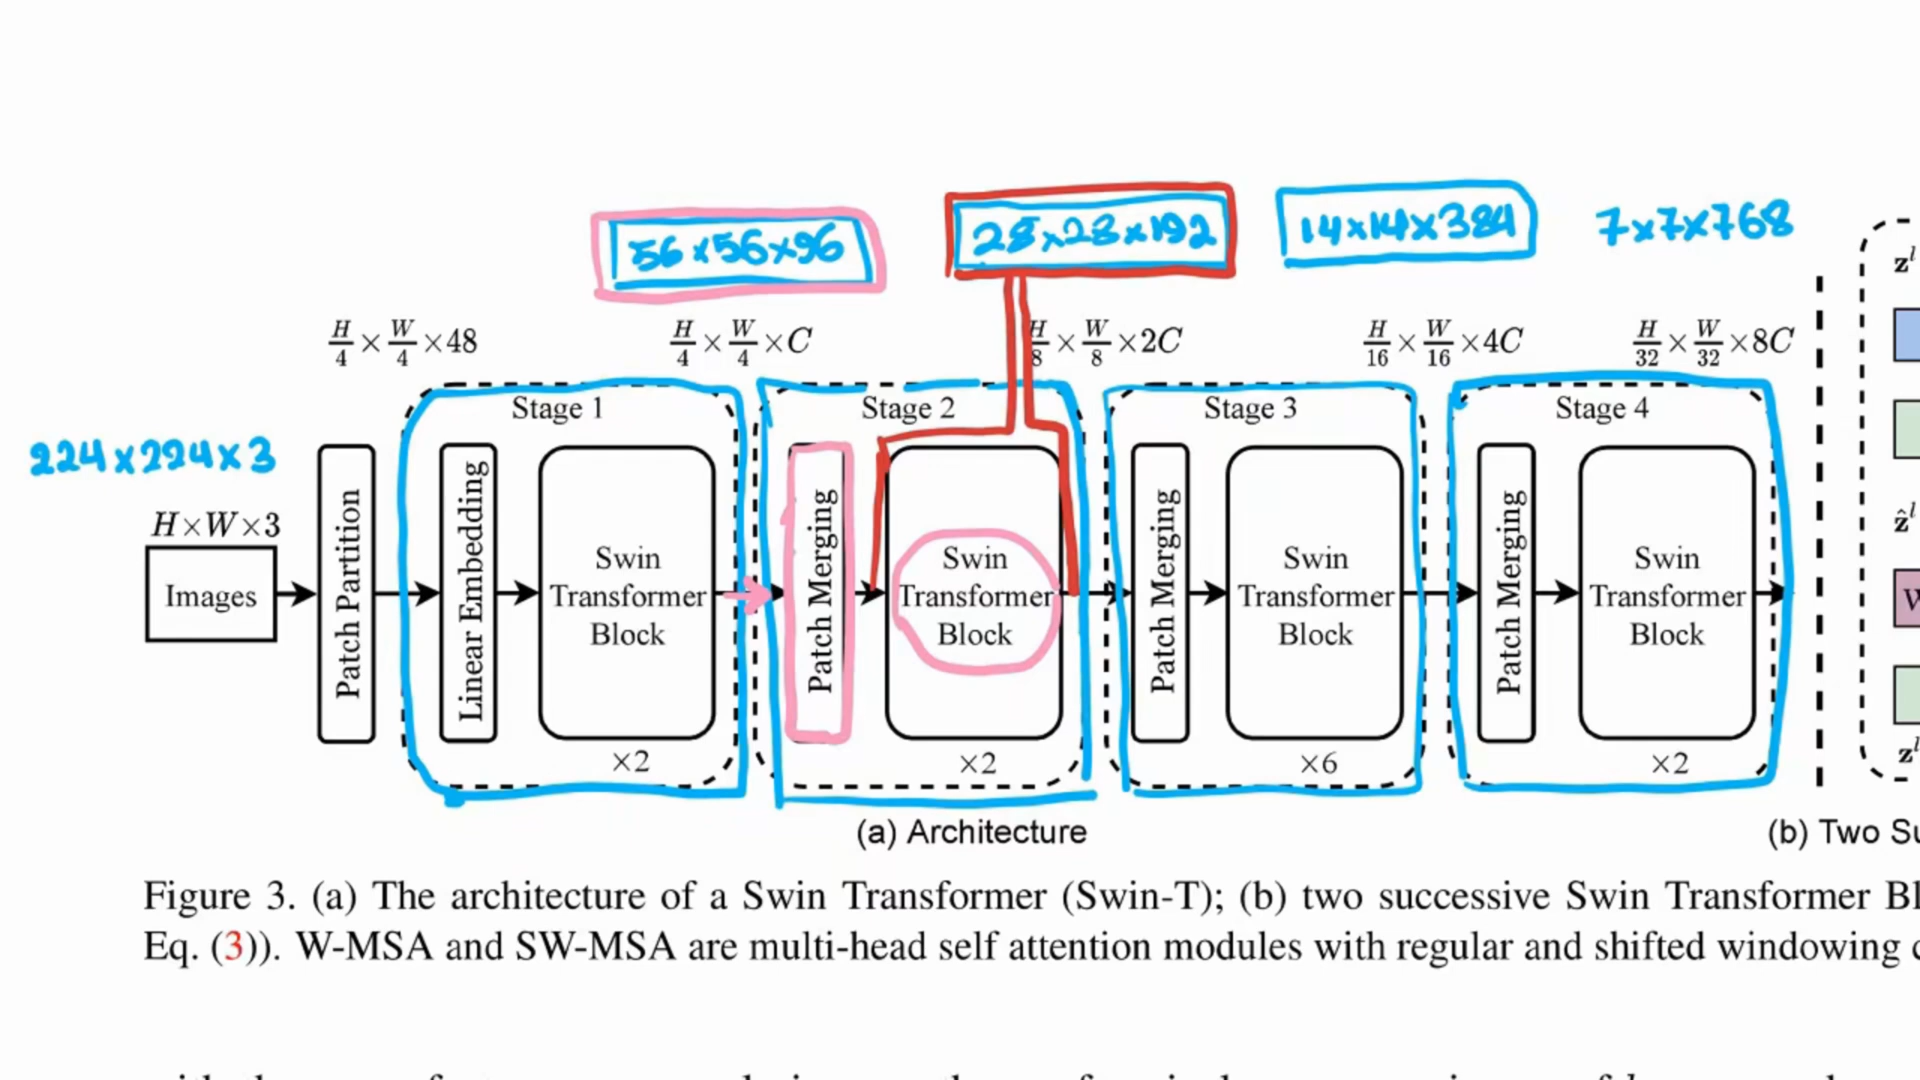 56×56×96
28×28×192
14×14×384
7×7×768
H/4 × W/4 ×48
H/4 × W/4 ×C
H/8 × W/8 ×2C
H/16 × W/16 ×4C
H/32 × W/32 ×8C
z^l
Stage 1
Stage 2
Stage 3
Stage 4
224×224×3
H×W×3
Images
Patch Partition
Linear Embedding
Swin
Transformer
Block
×2
Patch Merging
Swin
Transformer
Block
×2
Patch Merging
Swin
Transformer
Block
×6
Patch Merging
Swin
Transformer
Block
×2
ẑ^l
z^l
(a) Architecture
(b) Two Su
Figure 3. (a) The architecture of a Swin Transformer (Swin-T); (b) two successive Swin Transformer Bl
Eq. (3)). W-MSA and SW-MSA are multi-head self attention modules with regular and shifted windowing c